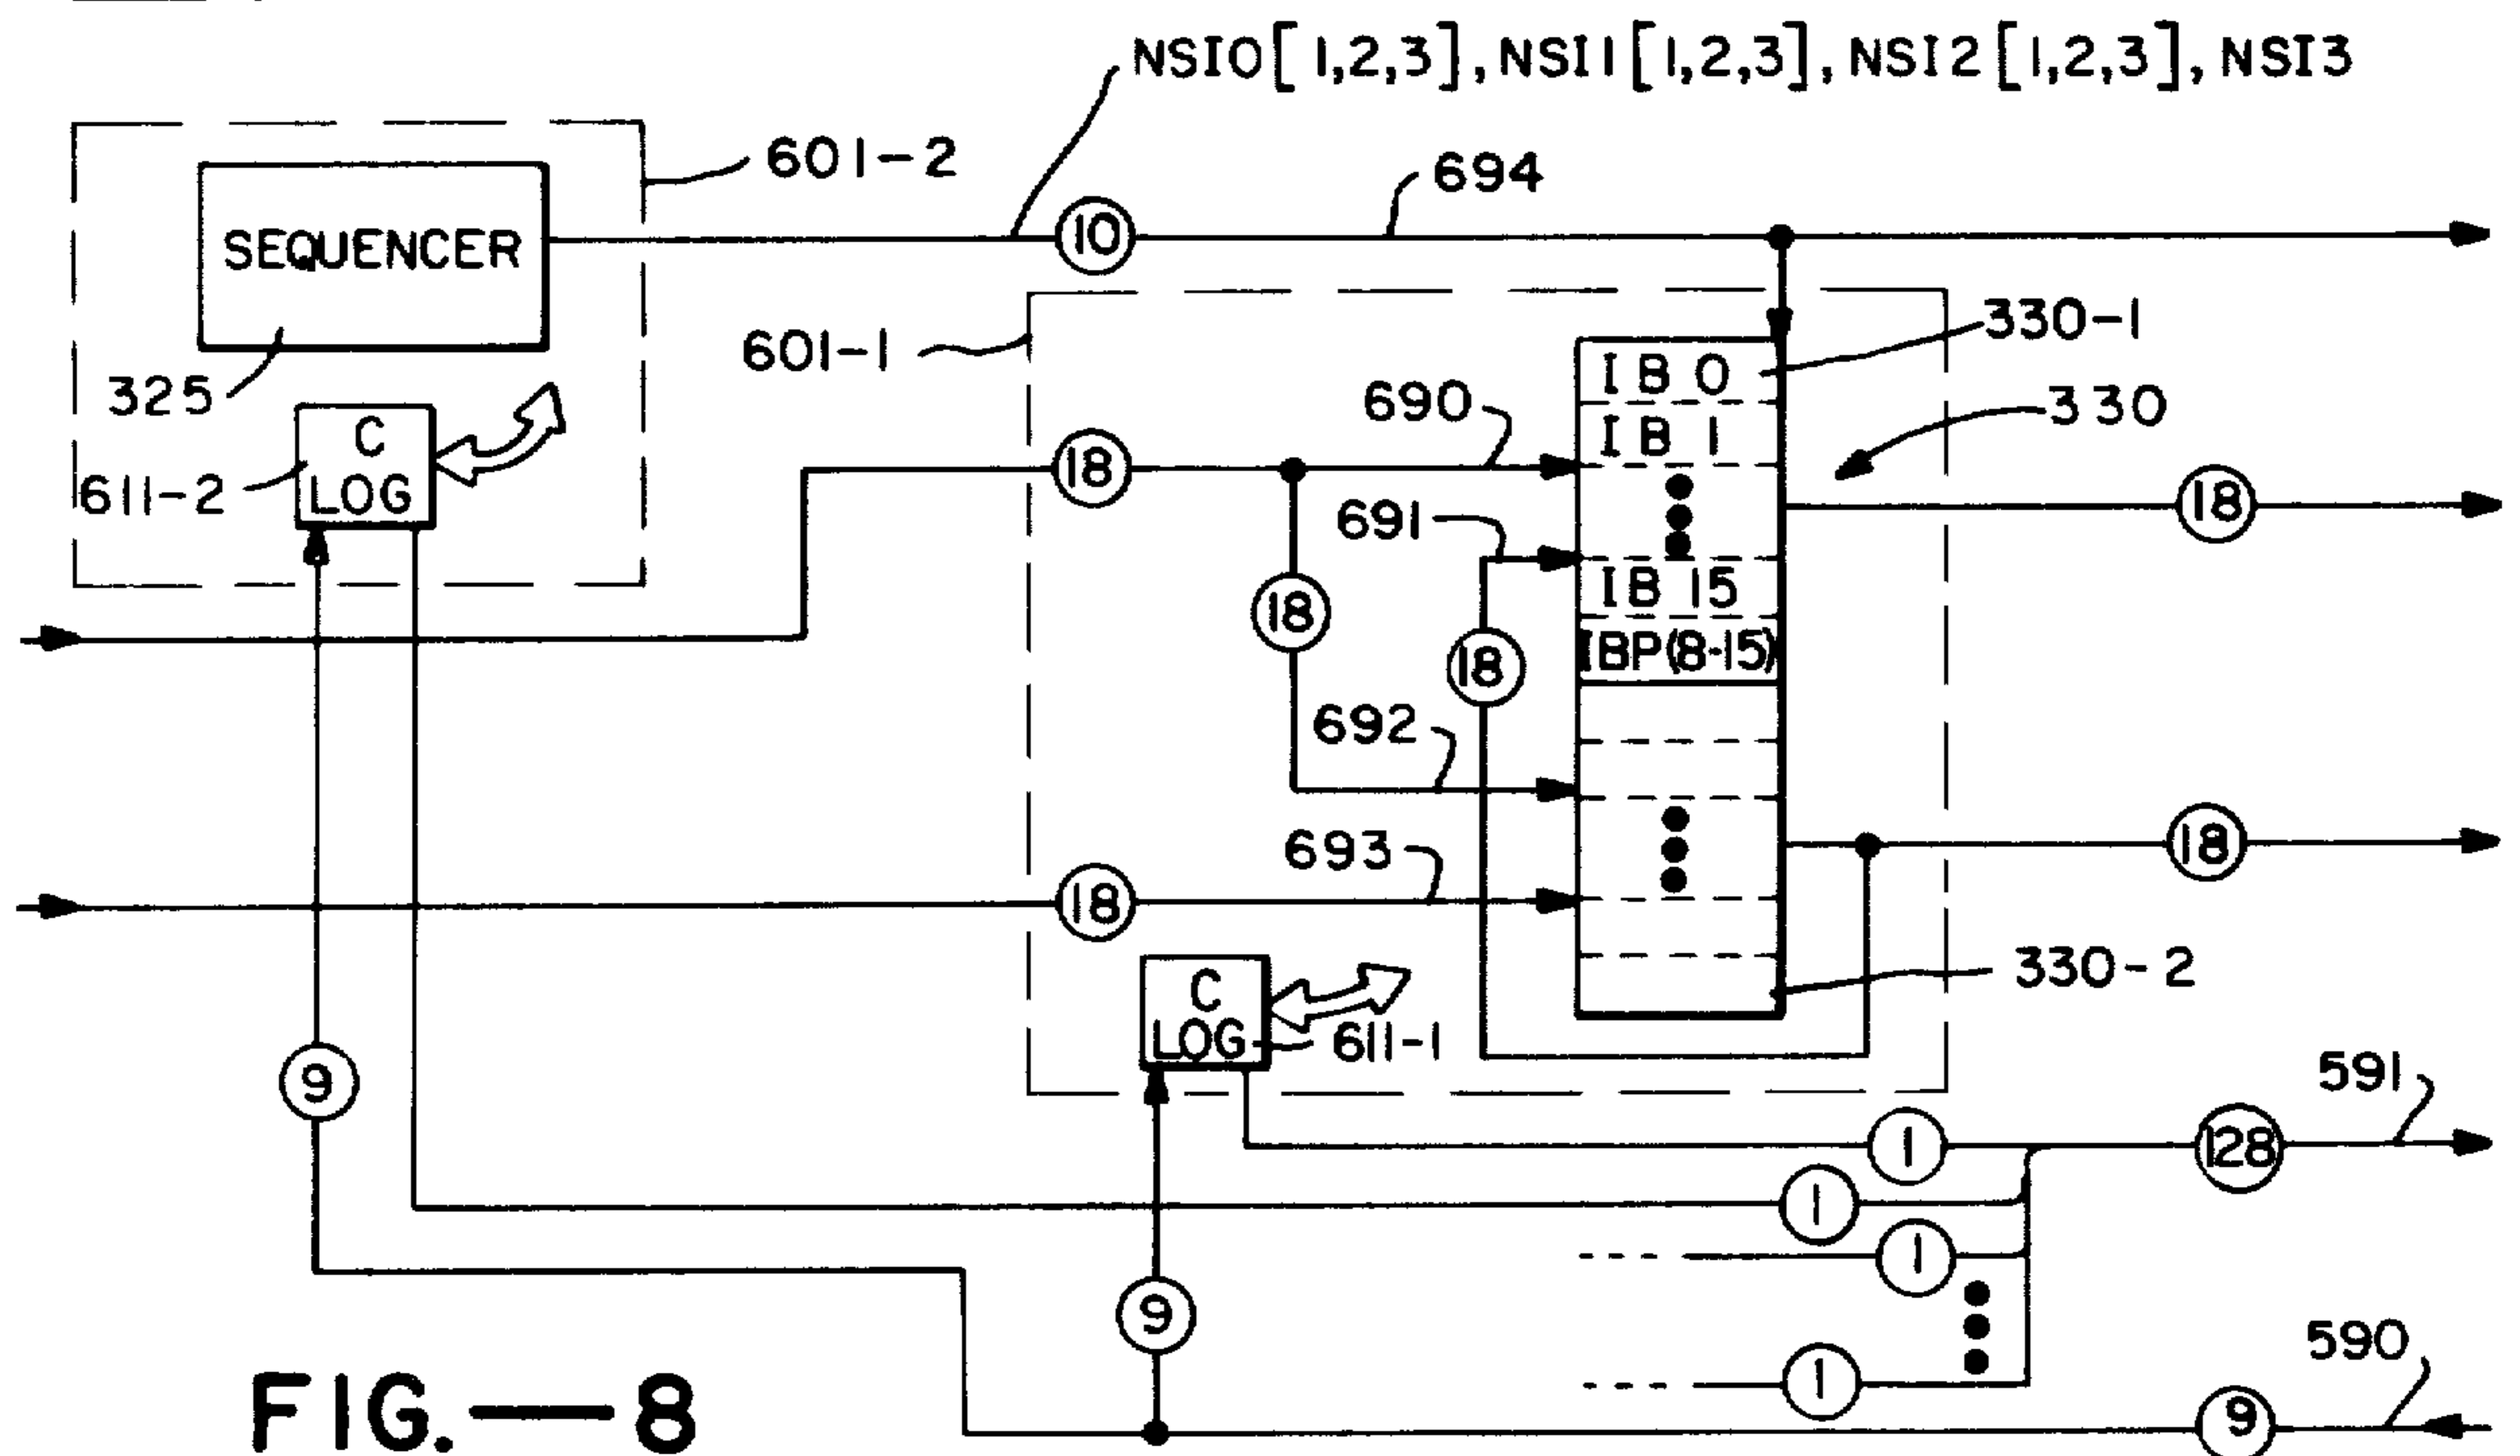 NSI0[1,2,3], NSI1[1,2,3], NSI2[1,2,3], NSI3
601-2
694
SEQUENCER
10
325
601-1
330-1
IB 0
330
690
IB 1
C
LOG
611-2
18
18
691
IB 15
18
IBP(8-15)
18
692
693
18
18
C
LOG
611-1
330-2
9
591
1
128
1
1
9
590
1
9
FIG.—8